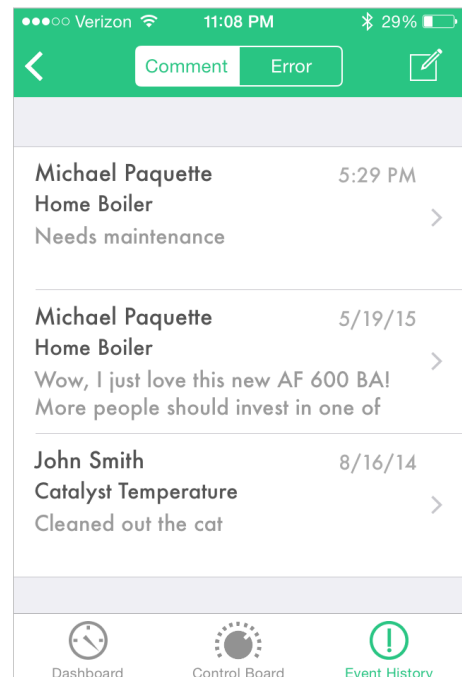 Verizon 11:08 PM 29%
Comment Error
Michael Paquette 5:29 PM
Home Boiler
Needs maintenance
Michael Paquette 5/19/15
Home Boiler
Wow, I just love this new AF 600 BA!
More people should invest in one of
John Smith 8/16/14
Catalyst Temperature
Cleaned out the cat
Dashboard Control Board Event History